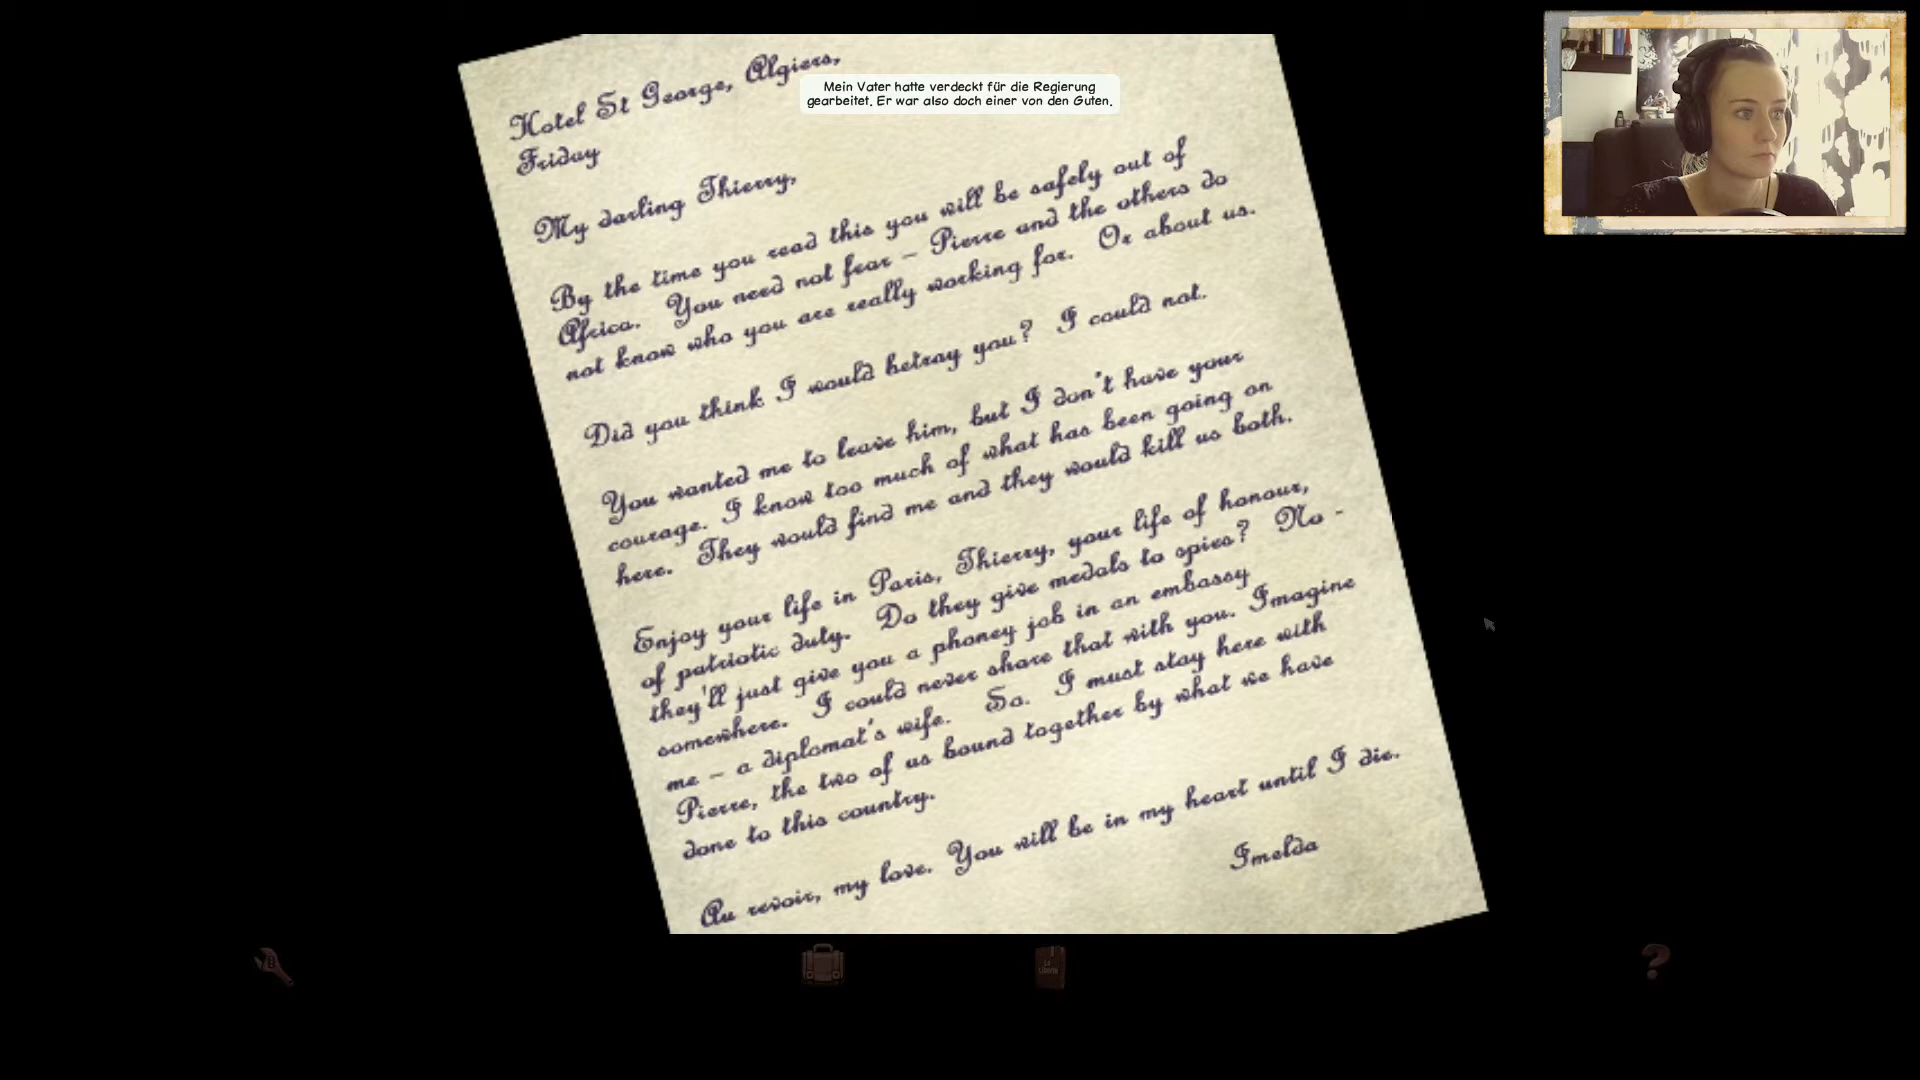 Hotel St George, Algiers,
Mein Vater hatte verdeckt für die Regierung
gearbeitet. Er war also doch einer von den Guten.
Friday
My darling Thierry,
By the time you read this you will be safely out of
Africa. You need not fear – Pierre and the others do
not know who you are really working for. Or about us.
Did you think I would betray you? I could not.
You wanted me to leave him, but I don't have your
courage. I know too much of what has been going on
here. They would find me and they would kill us both.
Enjoy your life in Paris, Thierry, your life of honour,
of patriotic duty. Do they give medals to spies? No -
they'll just give you a phoney job in an embassy
somewhere. I could never share that with you. Imagine
me – a diplomat's wife. So. I must stay here with
Pierre, the two of us bound together by what we have
done to this country.
Au revoir, my love. You will be in my heart until I die.
Imelda
La
Liberté
?